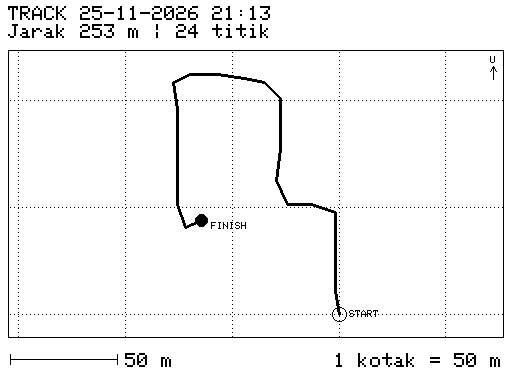 TRACK 25-11-2026 21:13
Jarak 253 m ¦ 24 titik
U
FINISH
START
50 m
1 kotak = 50 m